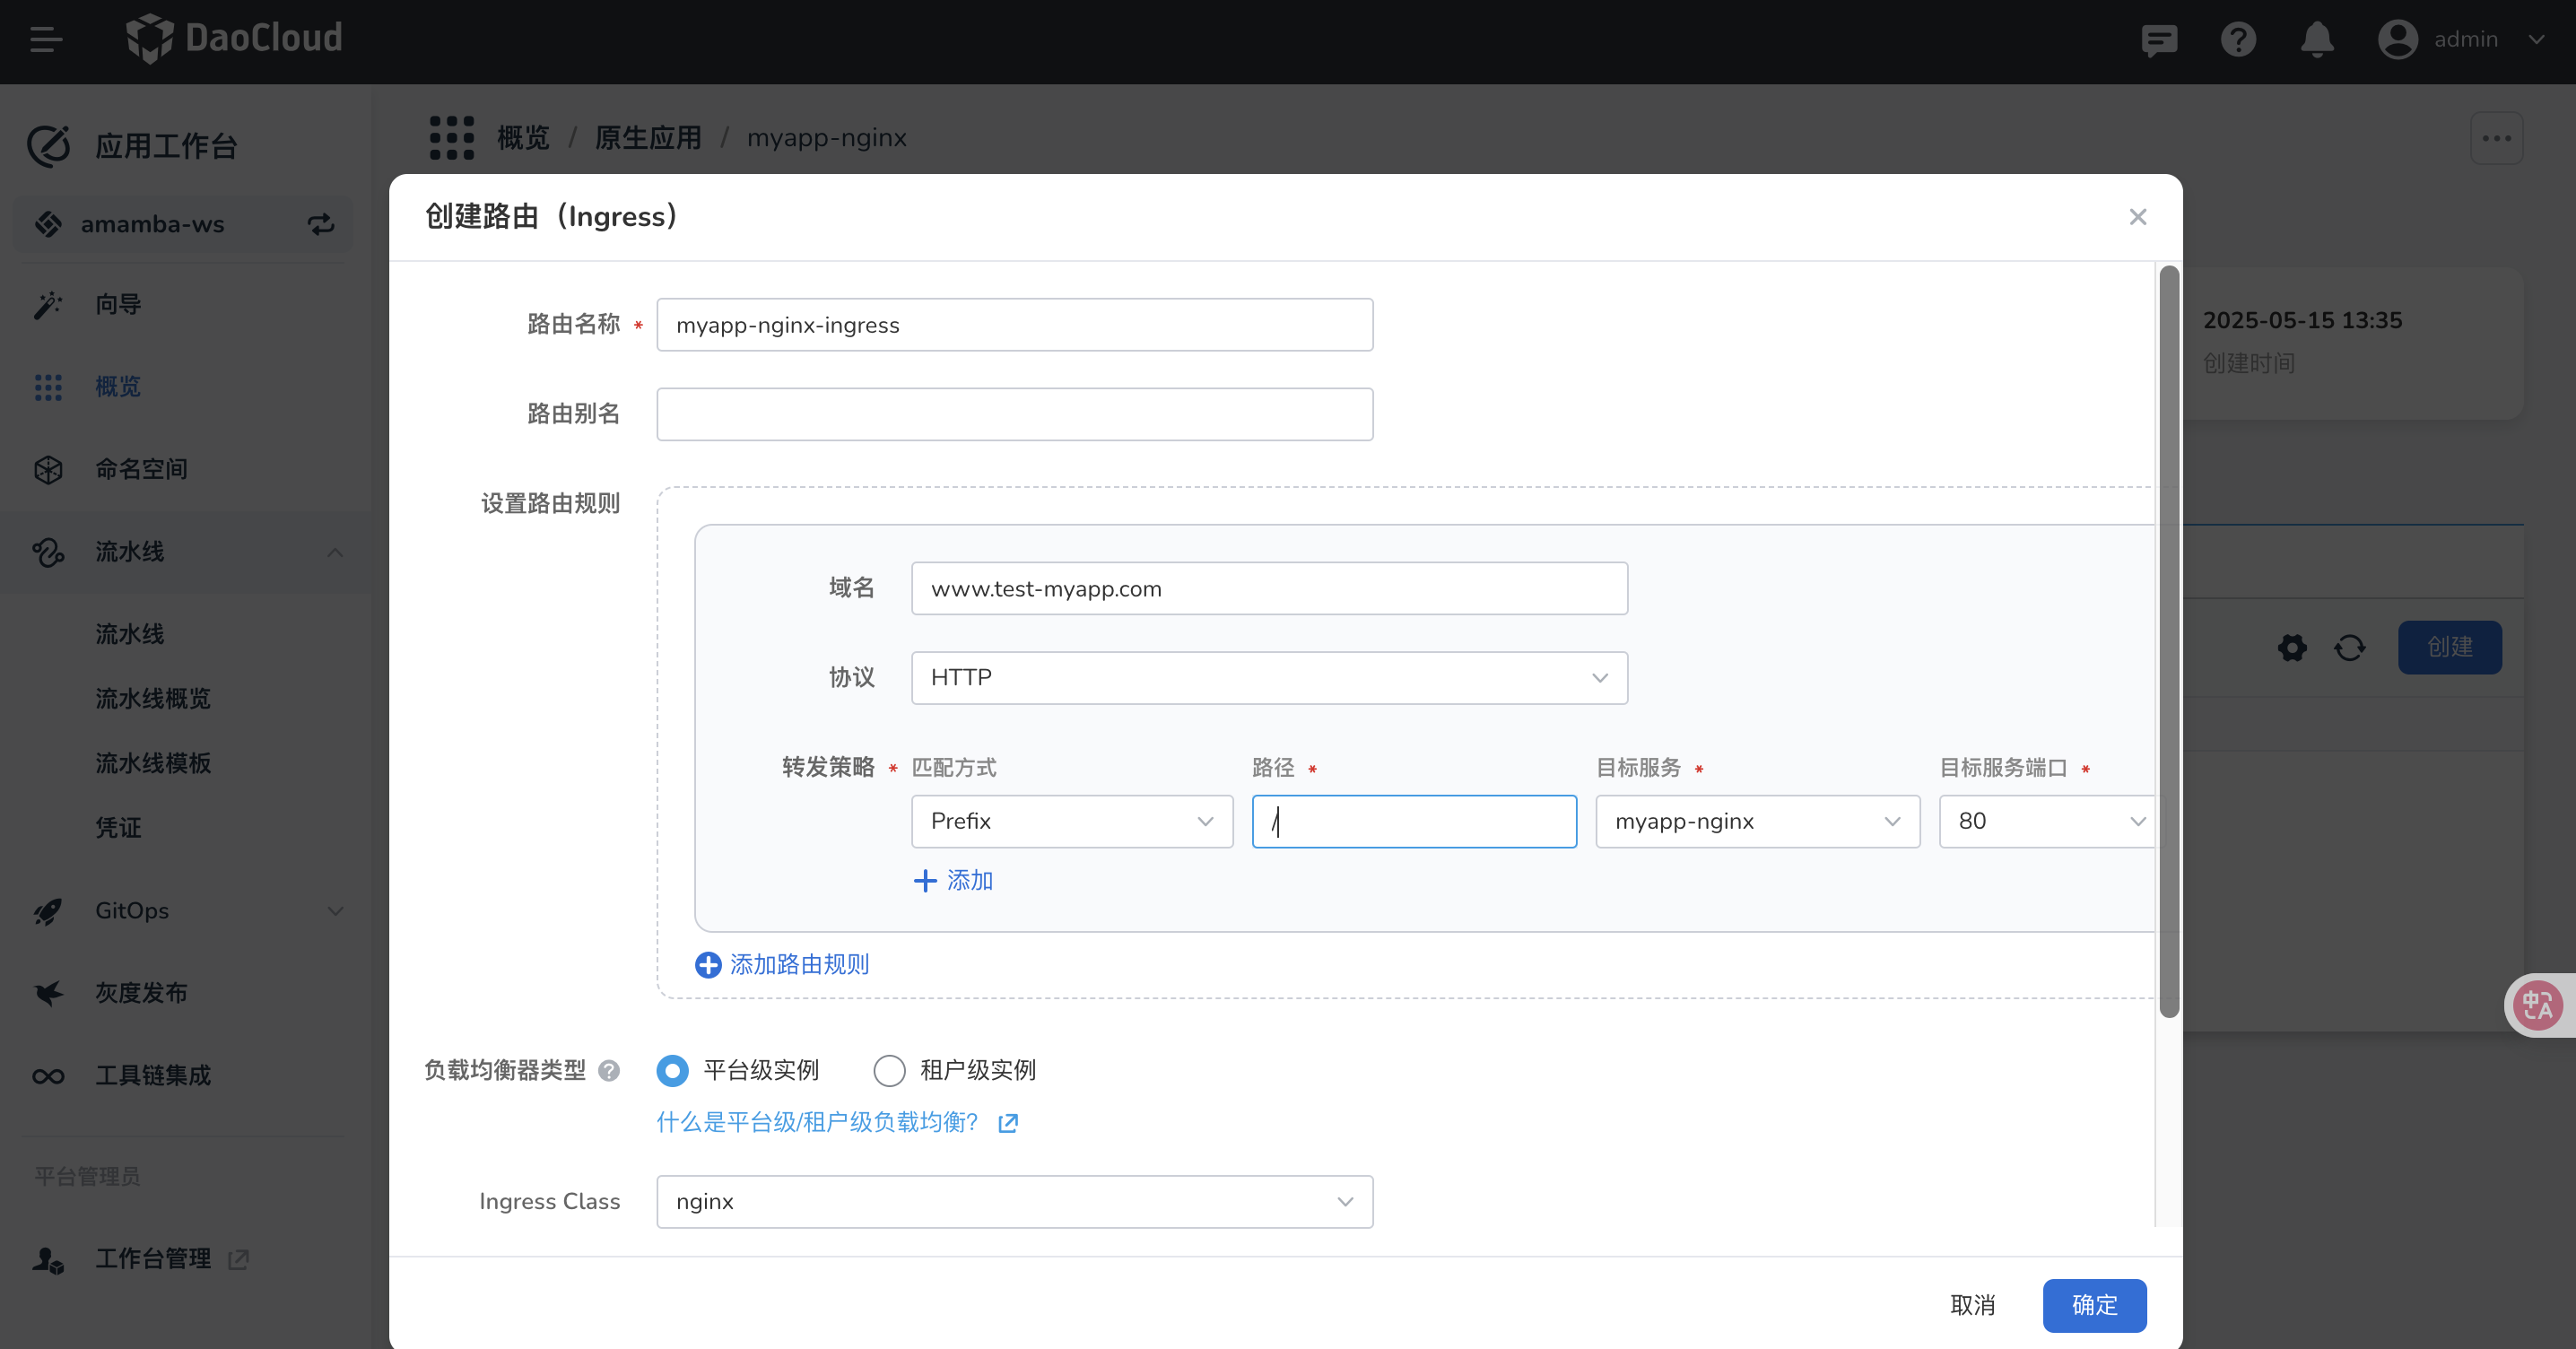 DaoCloud
admin
应用工作台
amamba-ws
向导
概览
命名空间
流水线
流水线
流水线概览
流水线模板
凭证
GitOps
灰度发布
工具链集成
平台管理员
工作台管理
概览 / 原生应用 / myapp-nginx
2025-05-15 13:35
创建时间
创建
创建路由（Ingress）
路由名称 * myapp-nginx-ingress
路由别名
设置路由规则
域名 www.test-myapp.com
协议 HTTP
转发策略 * 匹配方式 路径 * 目标服务 * 目标服务端口 *
Prefix / myapp-nginx 80
添加
添加路由规则
负载均衡器类型 平台级实例 租户级实例
什么是平台级/租户级负载均衡?
Ingress Class nginx
取消 确定
中A